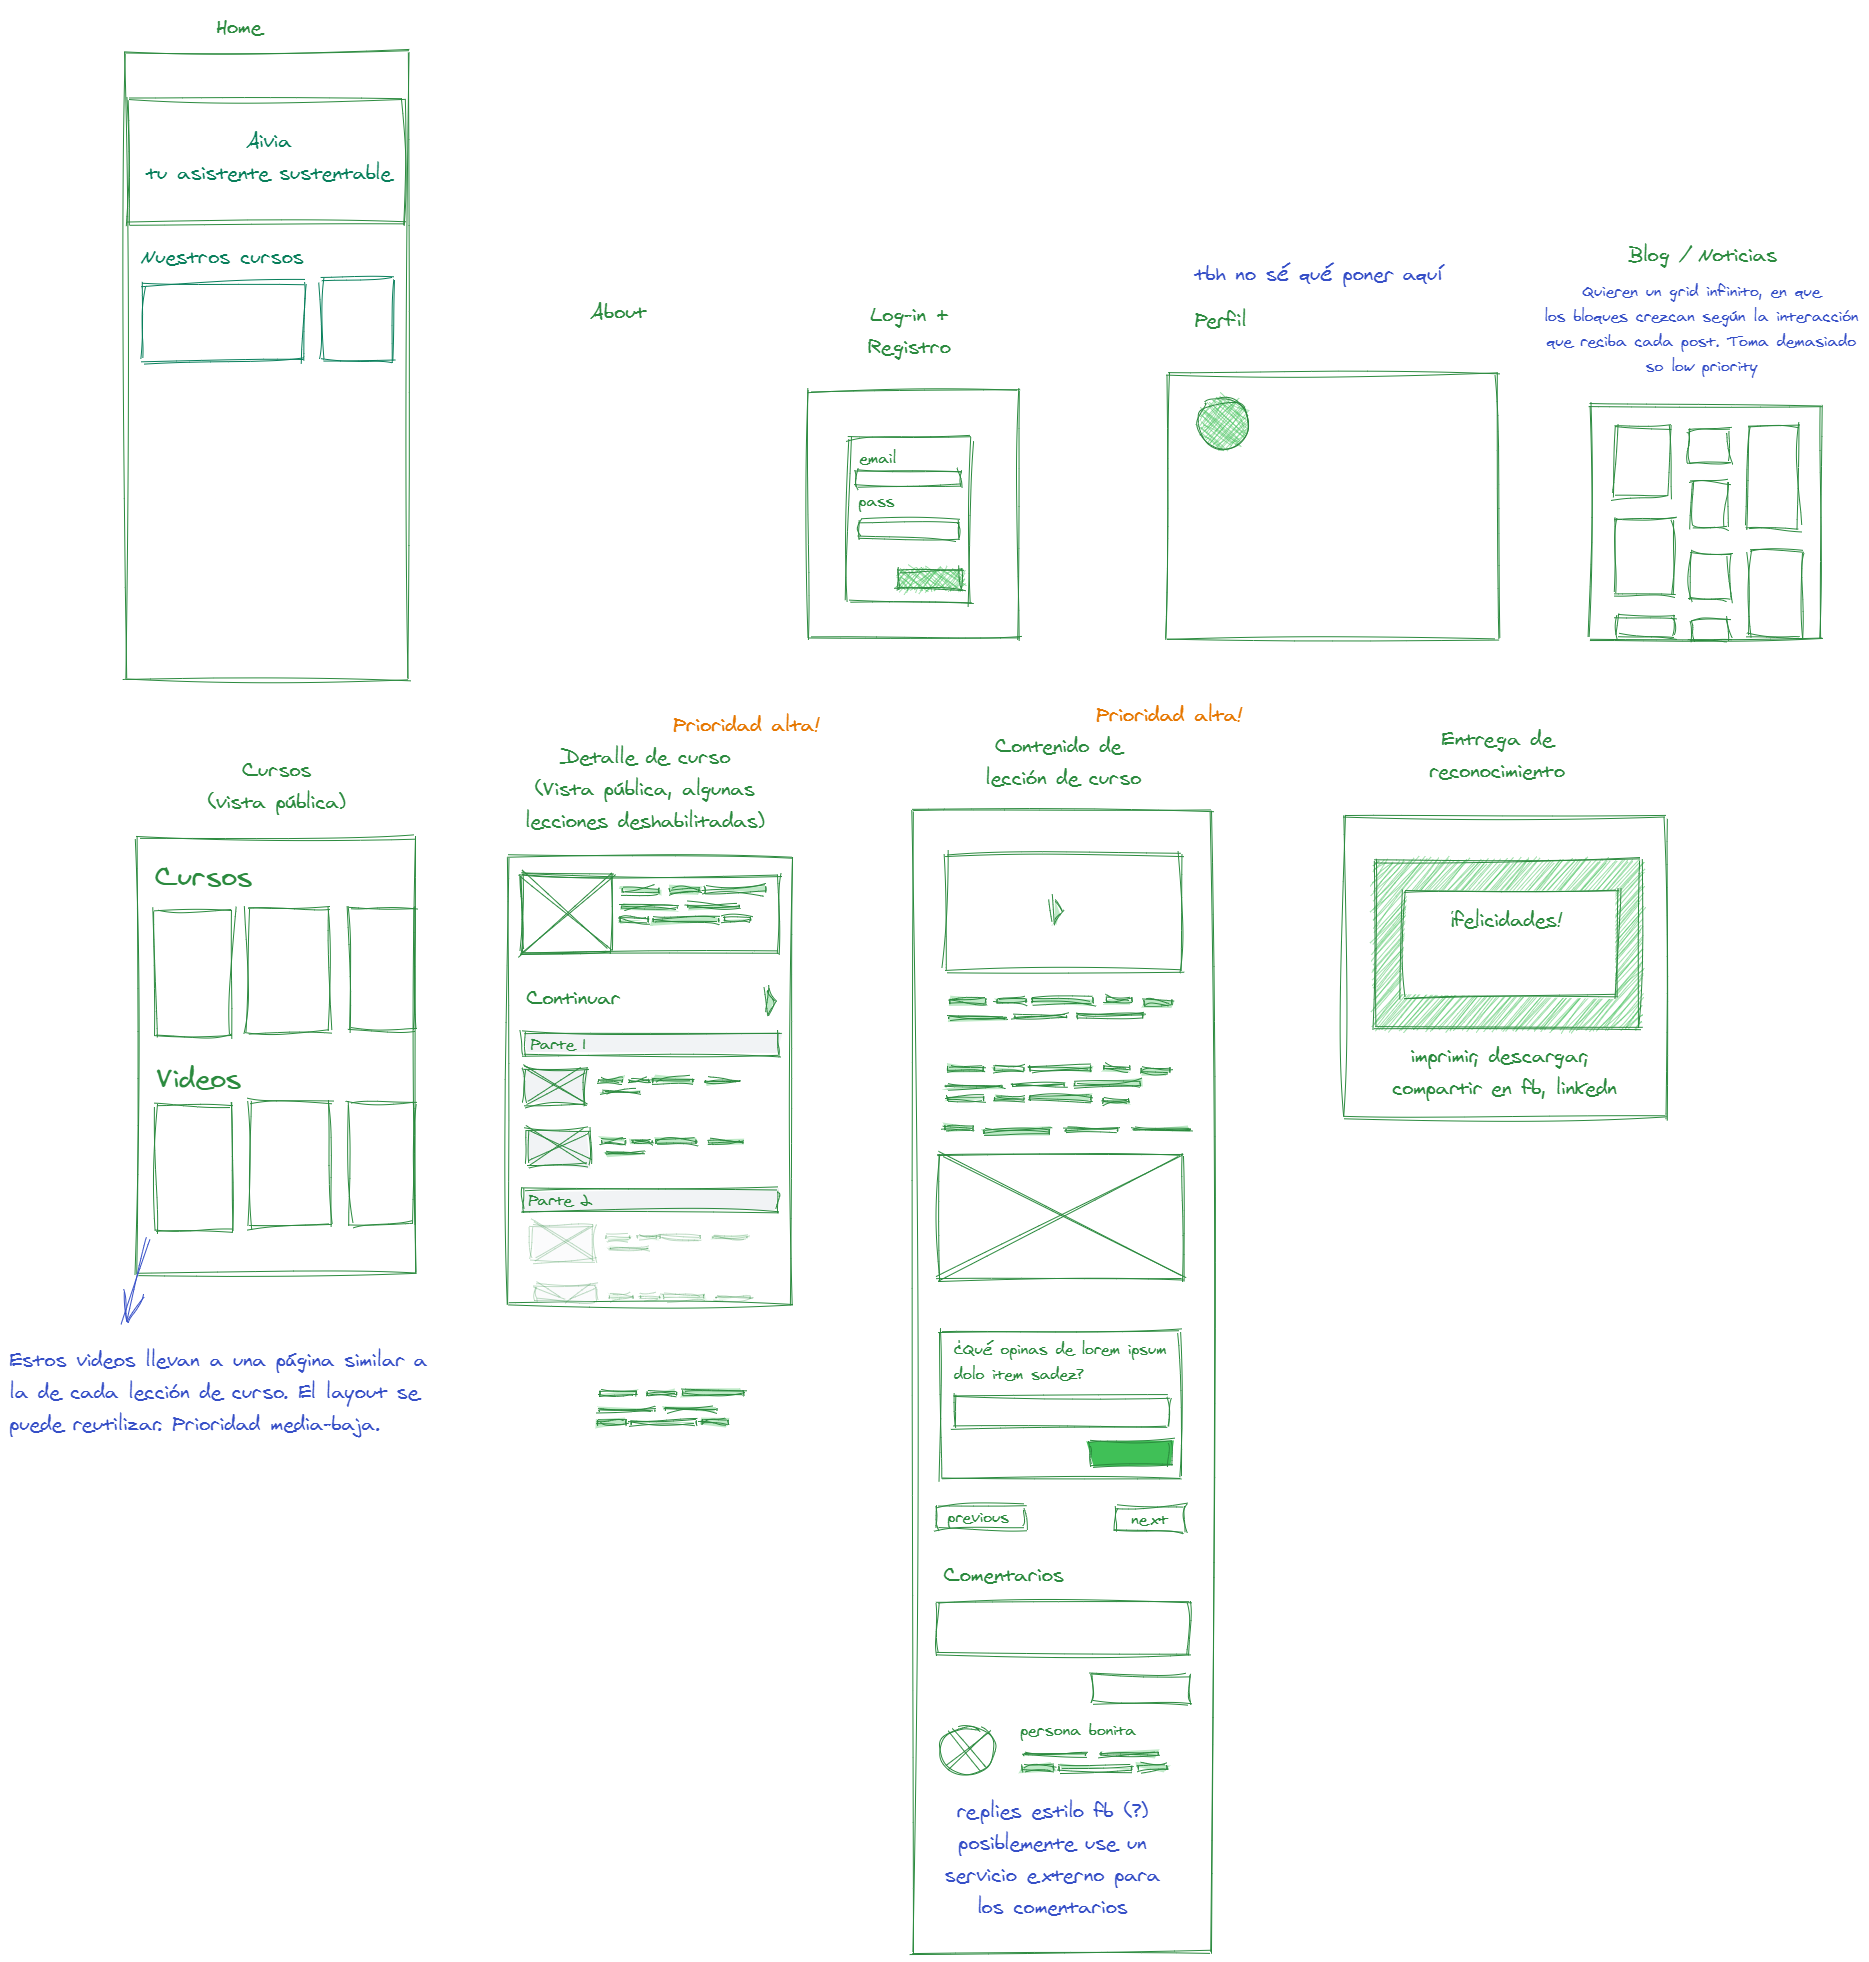 Home
Aivia
tu asistente sustentable
Nuestros cursos
About
Log-in +
Registro
email
pass
tbh no sé qué poner aquí
Perfil
Blog / Noticias
Quieren un grid infinito, en que
los bloques crezcan según la interacción
que reciba cada post. Toma demasiado
so low priority
Cursos
(vista pública)
Cursos
Videos
Estos videos llevan a una página similar a
la de cada lección de curso. El layout se
puede reutilizar. Prioridad media-baja.
Prioridad alta!
Detalle de curso
(Vista pública, algunas
lecciones deshabilitadas)
Continuar
Parte 1
Parte 2
Prioridad alta!
Contenido de
lección de curso
¿Qué opinas de lorem ipsum
dolo item sadez?
previous
next
Comentarios
persona bonita
replies estilo fb (?)
posiblemente use un
servicio externo para
los comentarios
Entrega de
reconocimiento
¡felicidades!
imprimir, descargar,
compartir en fb, linkedn